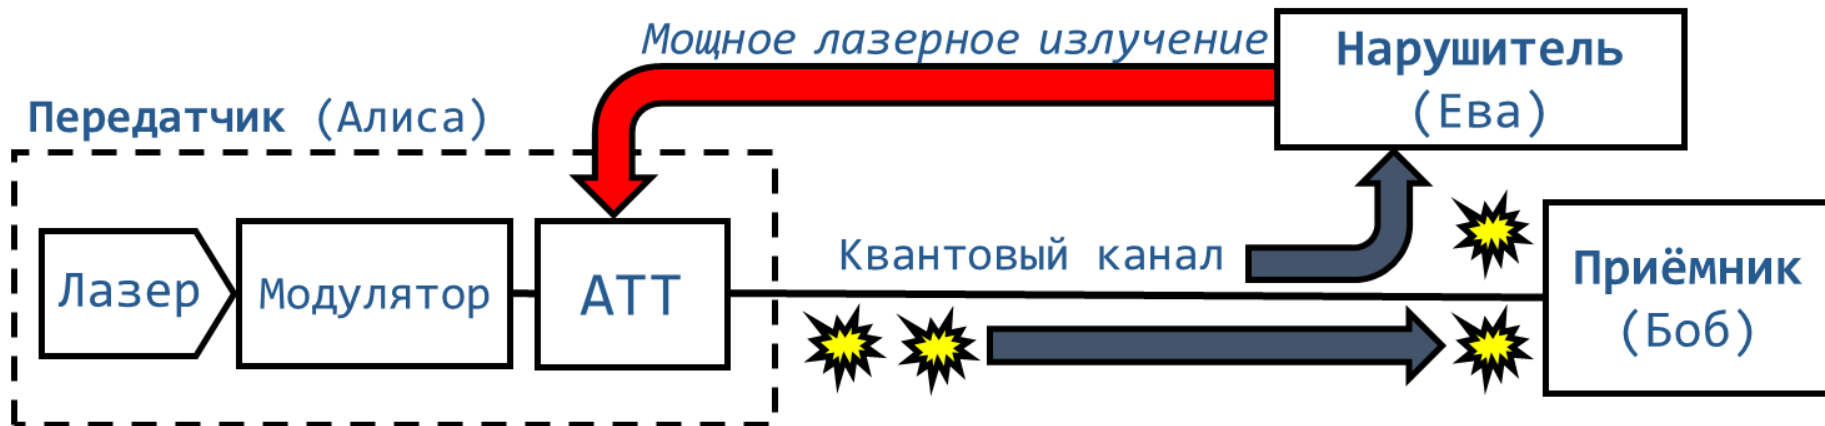 Мощное лазерное излучение
Нарушитель
(Ева)
Передатчик (Алиса)
Лазер
Модулятор
АТТ
Квантовый канал
Приёмник
(Боб)